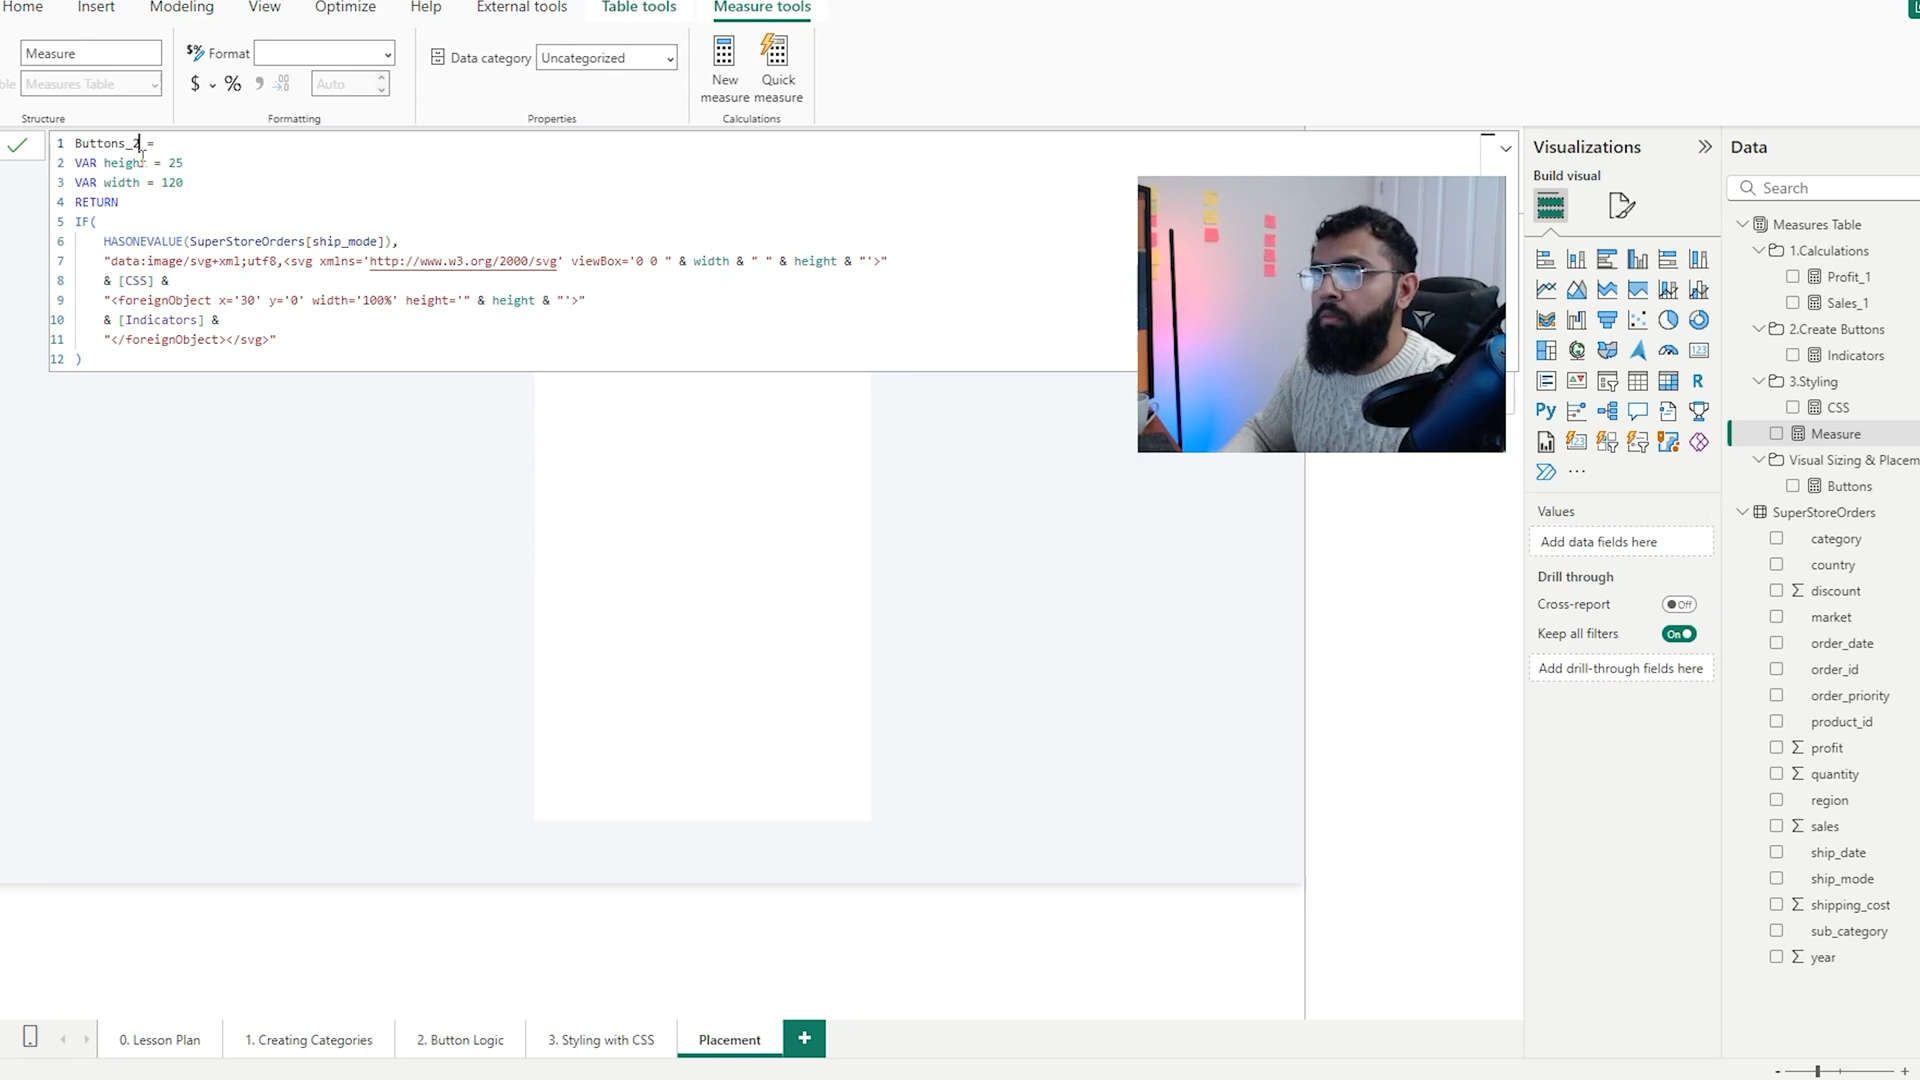 Home Insert Modeling View Optimize Help External tools Table tools Measure tools
Measure
Measures Table
Structure
Format
$ % Auto
Formatting
Data category Uncategorized
Properties
New measure
Quick measure
Calculations
1 Buttons_2 =
2 VAR height = 25
3 VAR width = 120
4 RETURN
5 IF(
6 HASONEVALUE(SuperStoreOrders[ship_mode]),
7 "data:image/svg+xml;utf8,<svg xmlns='http://www.w3.org/2000/svg' viewBox='0 0 " & width & " " & height & "'>"
8 & [CSS] &
9 "<foreignObject x='30' y='0' width='100%' height='" & height & "'>"
10 & [Indicators] &
11 "</foreignObject></svg>"
12 )
Visualizations
Build visual
R
Py
123
Values
Add data fields here
Drill through
Cross-report Off
Keep all filters On
Add drill-through fields here
Data
Search
Measures Table
1.Calculations
Profit_1
Sales_1
2.Create Buttons
Indicators
3.Styling
CSS
Measure
Visual Sizing & Placem
Buttons
SuperStoreOrders
category
country
discount
market
order_date
order_id
order_priority
product_id
profit
quantity
region
sales
ship_date
ship_mode
shipping_cost
sub_category
year
0. Lesson Plan
1. Creating Categories
2. Button Logic
3. Styling with CSS
Placement
+
- +